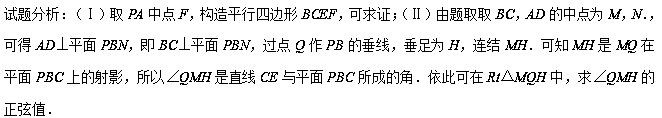 试题分析：（Ⅰ）取 PA 中点 F，构造平行四边形 BCEF，可求证；（Ⅱ）由题取取 BC，AD 的中点为 M，N.，
可得 AD⊥平面 PBN，即 BC⊥平面 PBN，过点 Q 作 PB 的垂线，垂足为 H，连结 MH．可知 MH 是 MQ 在
平面 PBC 上的射影，所以∠QMH 是直线 CE 与平面 PBC 所成的角．依此可在 Rt△MQH 中，求∠QMH 的
正弦值．